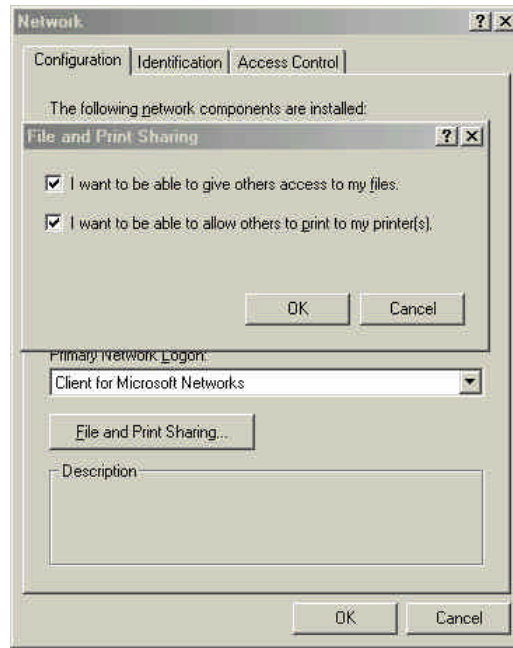 Network
Configuration Identification Access Control
The following network components are installed:
File and Print Sharing
I want to be able to give others access to my files.
I want to be able to allow others to print to my printer(s).
OK Cancel
Primary Network Logon:
Client for Microsoft Networks
File and Print Sharing...
Description
OK Cancel